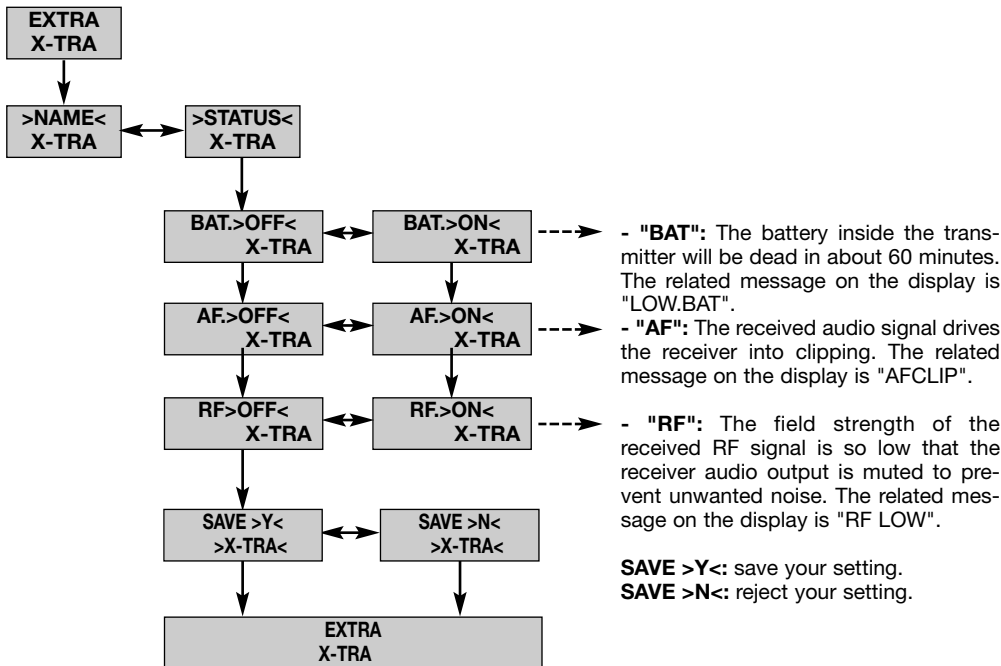 EXTRA
X-TRA
>NAME<
X-TRA
>STATUS<
X-TRA
BAT.>OFF<
X-TRA
BAT.>ON<
X-TRA
- "BAT": The battery inside the trans-
mitter will be dead in about 60 minutes.
The related message on the display is
"LOW.BAT".
AF.>OFF<
X-TRA
AF.>ON<
X-TRA
- "AF": The received audio signal drives
the receiver into clipping. The related
message on the display is "AFCLIP".
RF>OFF<
X-TRA
RF.>ON<
X-TRA
- "RF": The field strength of the
received RF signal is so low that the
receiver audio output is muted to pre-
vent unwanted noise. The related mes-
sage on the display is "RF LOW".
SAVE >Y<
>X-TRA<
SAVE >N<
>X-TRA<
SAVE >Y<: save your setting.
SAVE >N<: reject your setting.
EXTRA
X-TRA